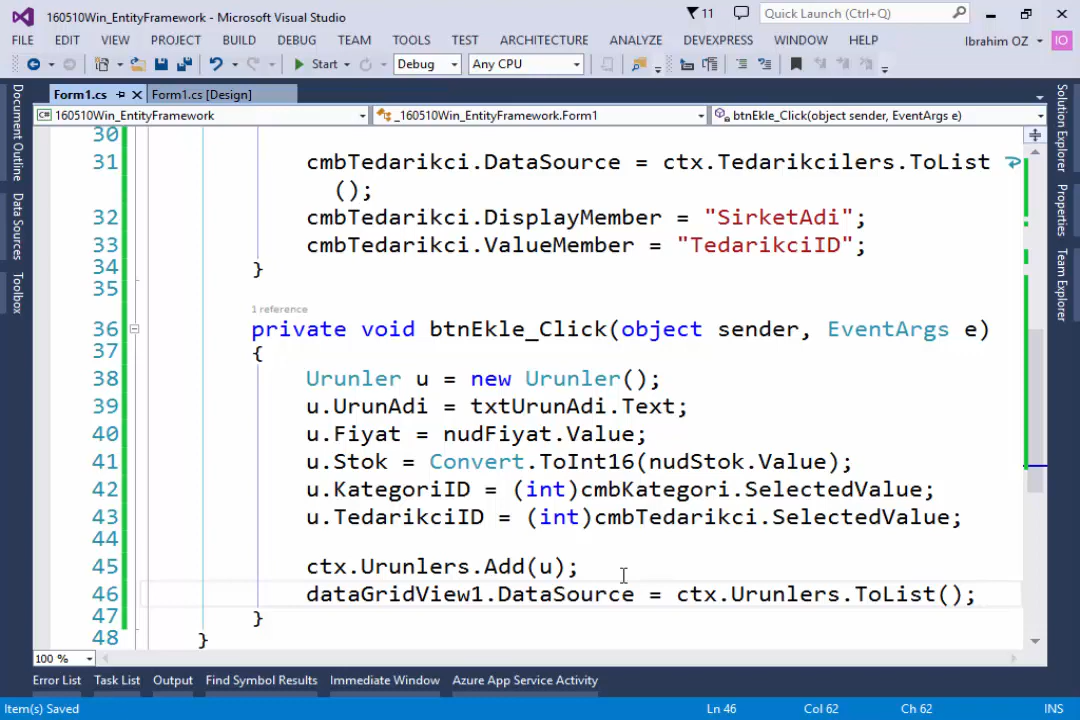 160510Win_EntityFramework - Microsoft Visual Studio
11
Quick Launch (Ctrl+Q)
FILE EDIT VIEW PROJECT BUILD DEBUG TEAM TOOLS TEST ARCHITECTURE ANALYZE DEVEXPRESS WINDOW HELP
Ibrahim OZ
IO
Start
Debug
Any CPU
Document Outline
Data Sources
Toolbox
Form1.cs
Form1.cs [Design]
160510Win_EntityFramework
_160510Win_EntityFramework.Form1
btnEkle_Click(object sender, EventArgs e)
30
31 cmbTedarikci.DataSource = ctx.Tedarikcilers.ToList
();
32 cmbTedarikci.DisplayMember = "SirketAdi";
33 cmbTedarikci.ValueMember = "TedarikciID";
34 }
35
1 reference
36 private void btnEkle_Click(object sender, EventArgs e)
37 {
38 Urunler u = new Urunler();
39 u.UrunAdi = txtUrunAdi.Text;
40 u.Fiyat = nudFiyat.Value;
41 u.Stok = Convert.ToInt16(nudStok.Value);
42 u.KategoriID = (int)cmbKategori.SelectedValue;
43 u.TedarikciID = (int)cmbTedarikci.SelectedValue;
44
45 ctx.Urunlers.Add(u);
46 dataGridView1.DataSource = ctx.Urunlers.ToList();
47 }
48 }
Solution Explorer
Properties
Team Explorer
100 %
Error List Task List Output Find Symbol Results Immediate Window Azure App Service Activity
Item(s) Saved
Ln 46 Col 62 Ch 62 INS